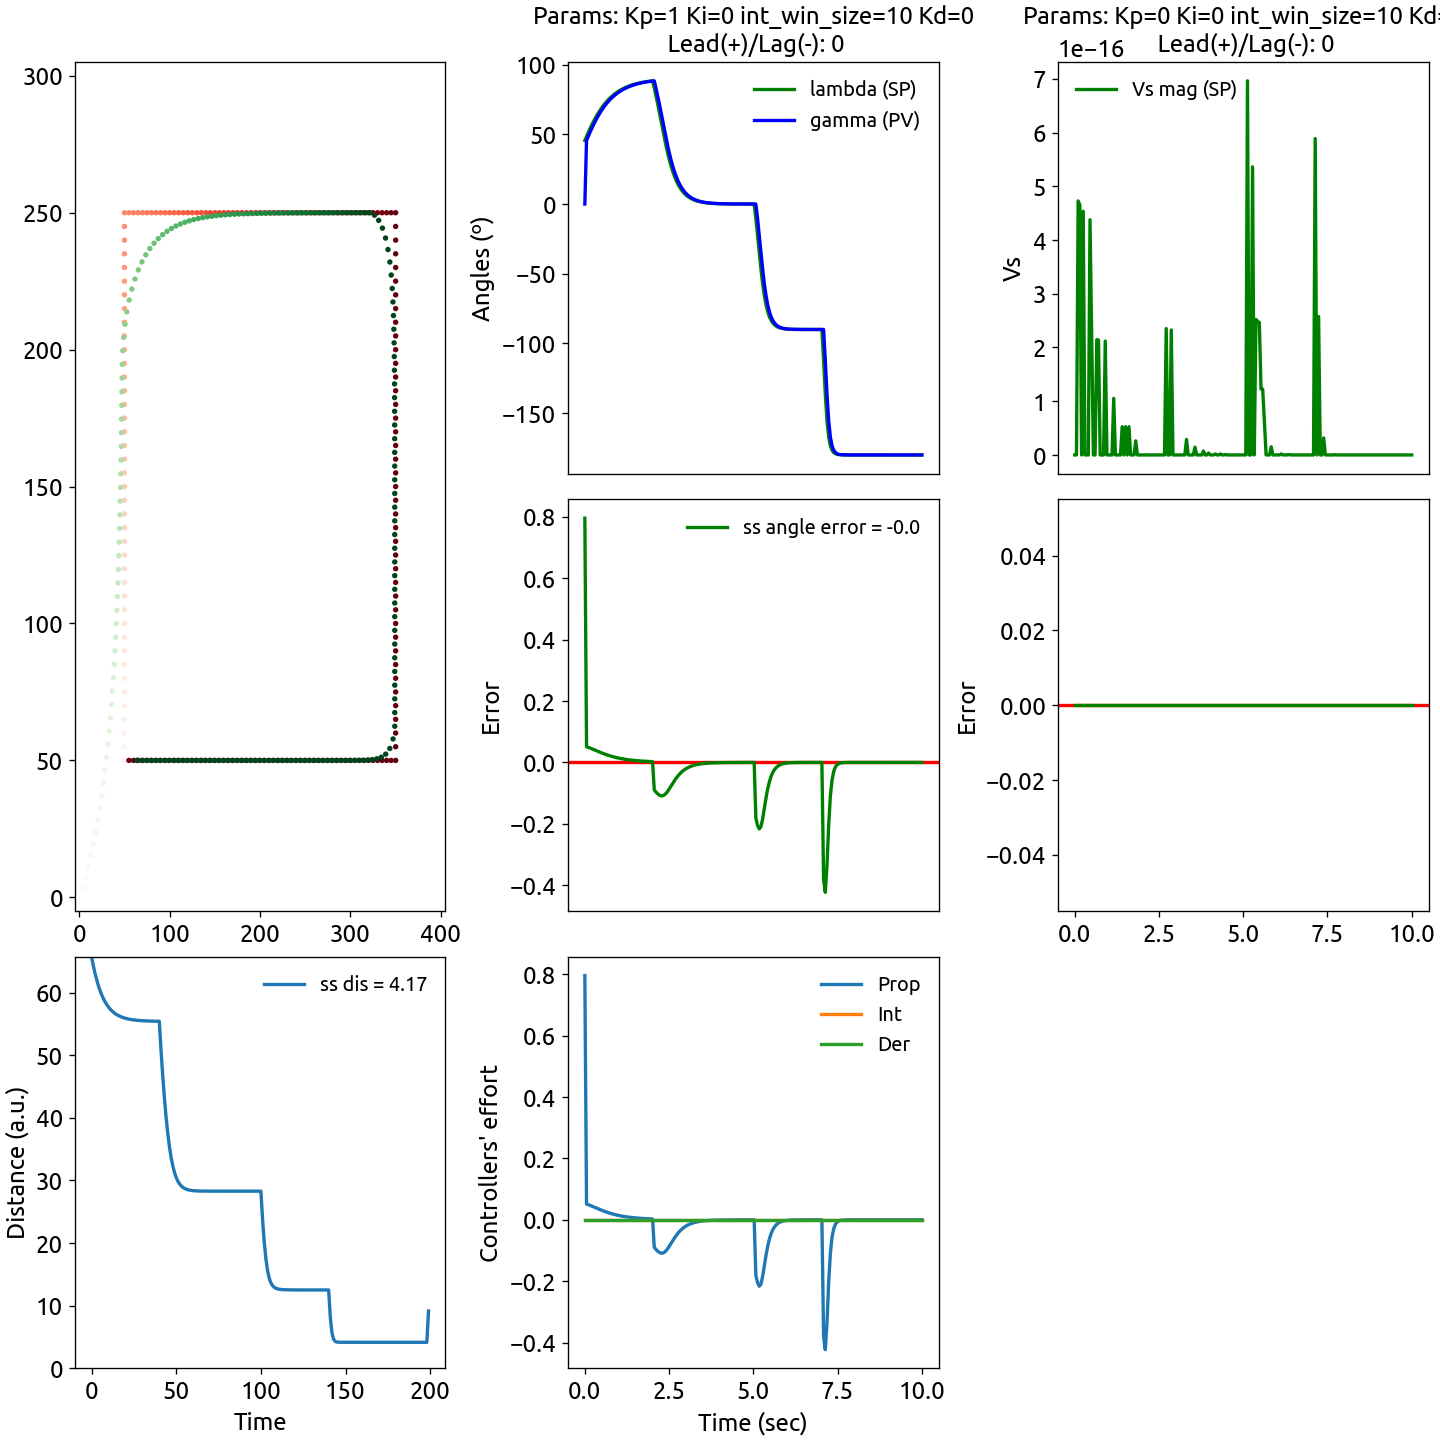 Params: Kp=1 Ki=0 int_win_size=10 Kd=0
Lead(+)/Lag(-): 0
Params: Kp=0 Ki=0 int_win_size=10 Kd=
1e−16 Lead(+)/Lag(-): 0
300
250
200
150
100
50
0
0 100 200 300 400
Angles (º)
100
50
0
−50
−100
−150
lambda (SP)
gamma (PV)
Vs
7
6
5
4
3
2
1
0
Vs mag (SP)
Error
0.8
0.6
0.4
0.2
0.0
−0.2
−0.4
ss angle error = -0.0
Error
0.04
0.02
0.00
−0.02
−0.04
0.0 2.5 5.0 7.5 10.0
Distance (a.u.)
60
50
40
30
20
10
0
ss dis = 4.17
0 50 100 150 200
Time
Controllers' effort
0.8
0.6
0.4
0.2
0.0
−0.2
−0.4
Prop
Int
Der
0.0 2.5 5.0 7.5 10.0
Time (sec)